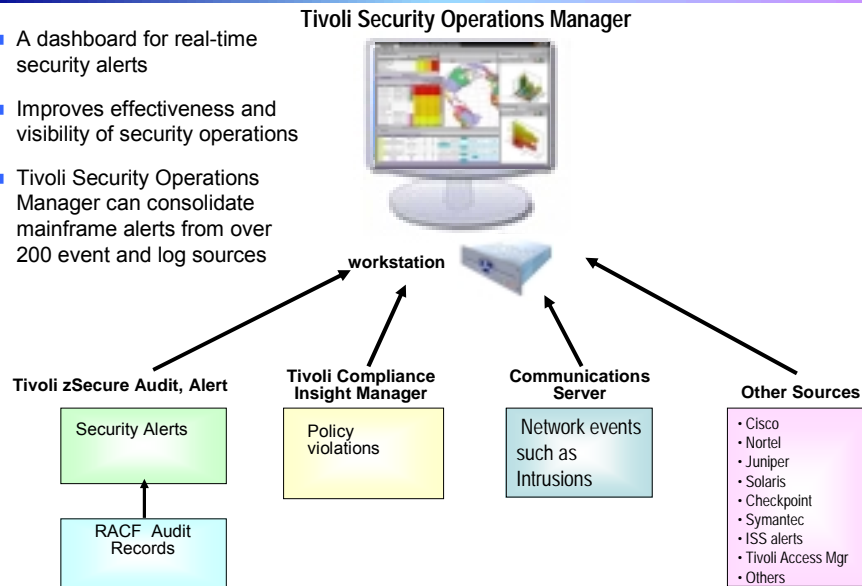 Tivoli Security Operations Manager
A dashboard for real-time
security alerts
Improves effectiveness and
visibility of security operations
Tivoli Security Operations
Manager can consolidate
mainframe alerts from over
200 event and log sources
workstation
Tivoli zSecure Audit, Alert
Security Alerts
RACF Audit
Records
Tivoli Compliance
Insight Manager
Policy
violations
Communications
Server
Network events
such as
Intrusions
Other Sources
• Cisco
• Nortel
• Juniper
• Solaris
• Checkpoint
• Symantec
• ISS alerts
• Tivoli Access Mgr
• Others